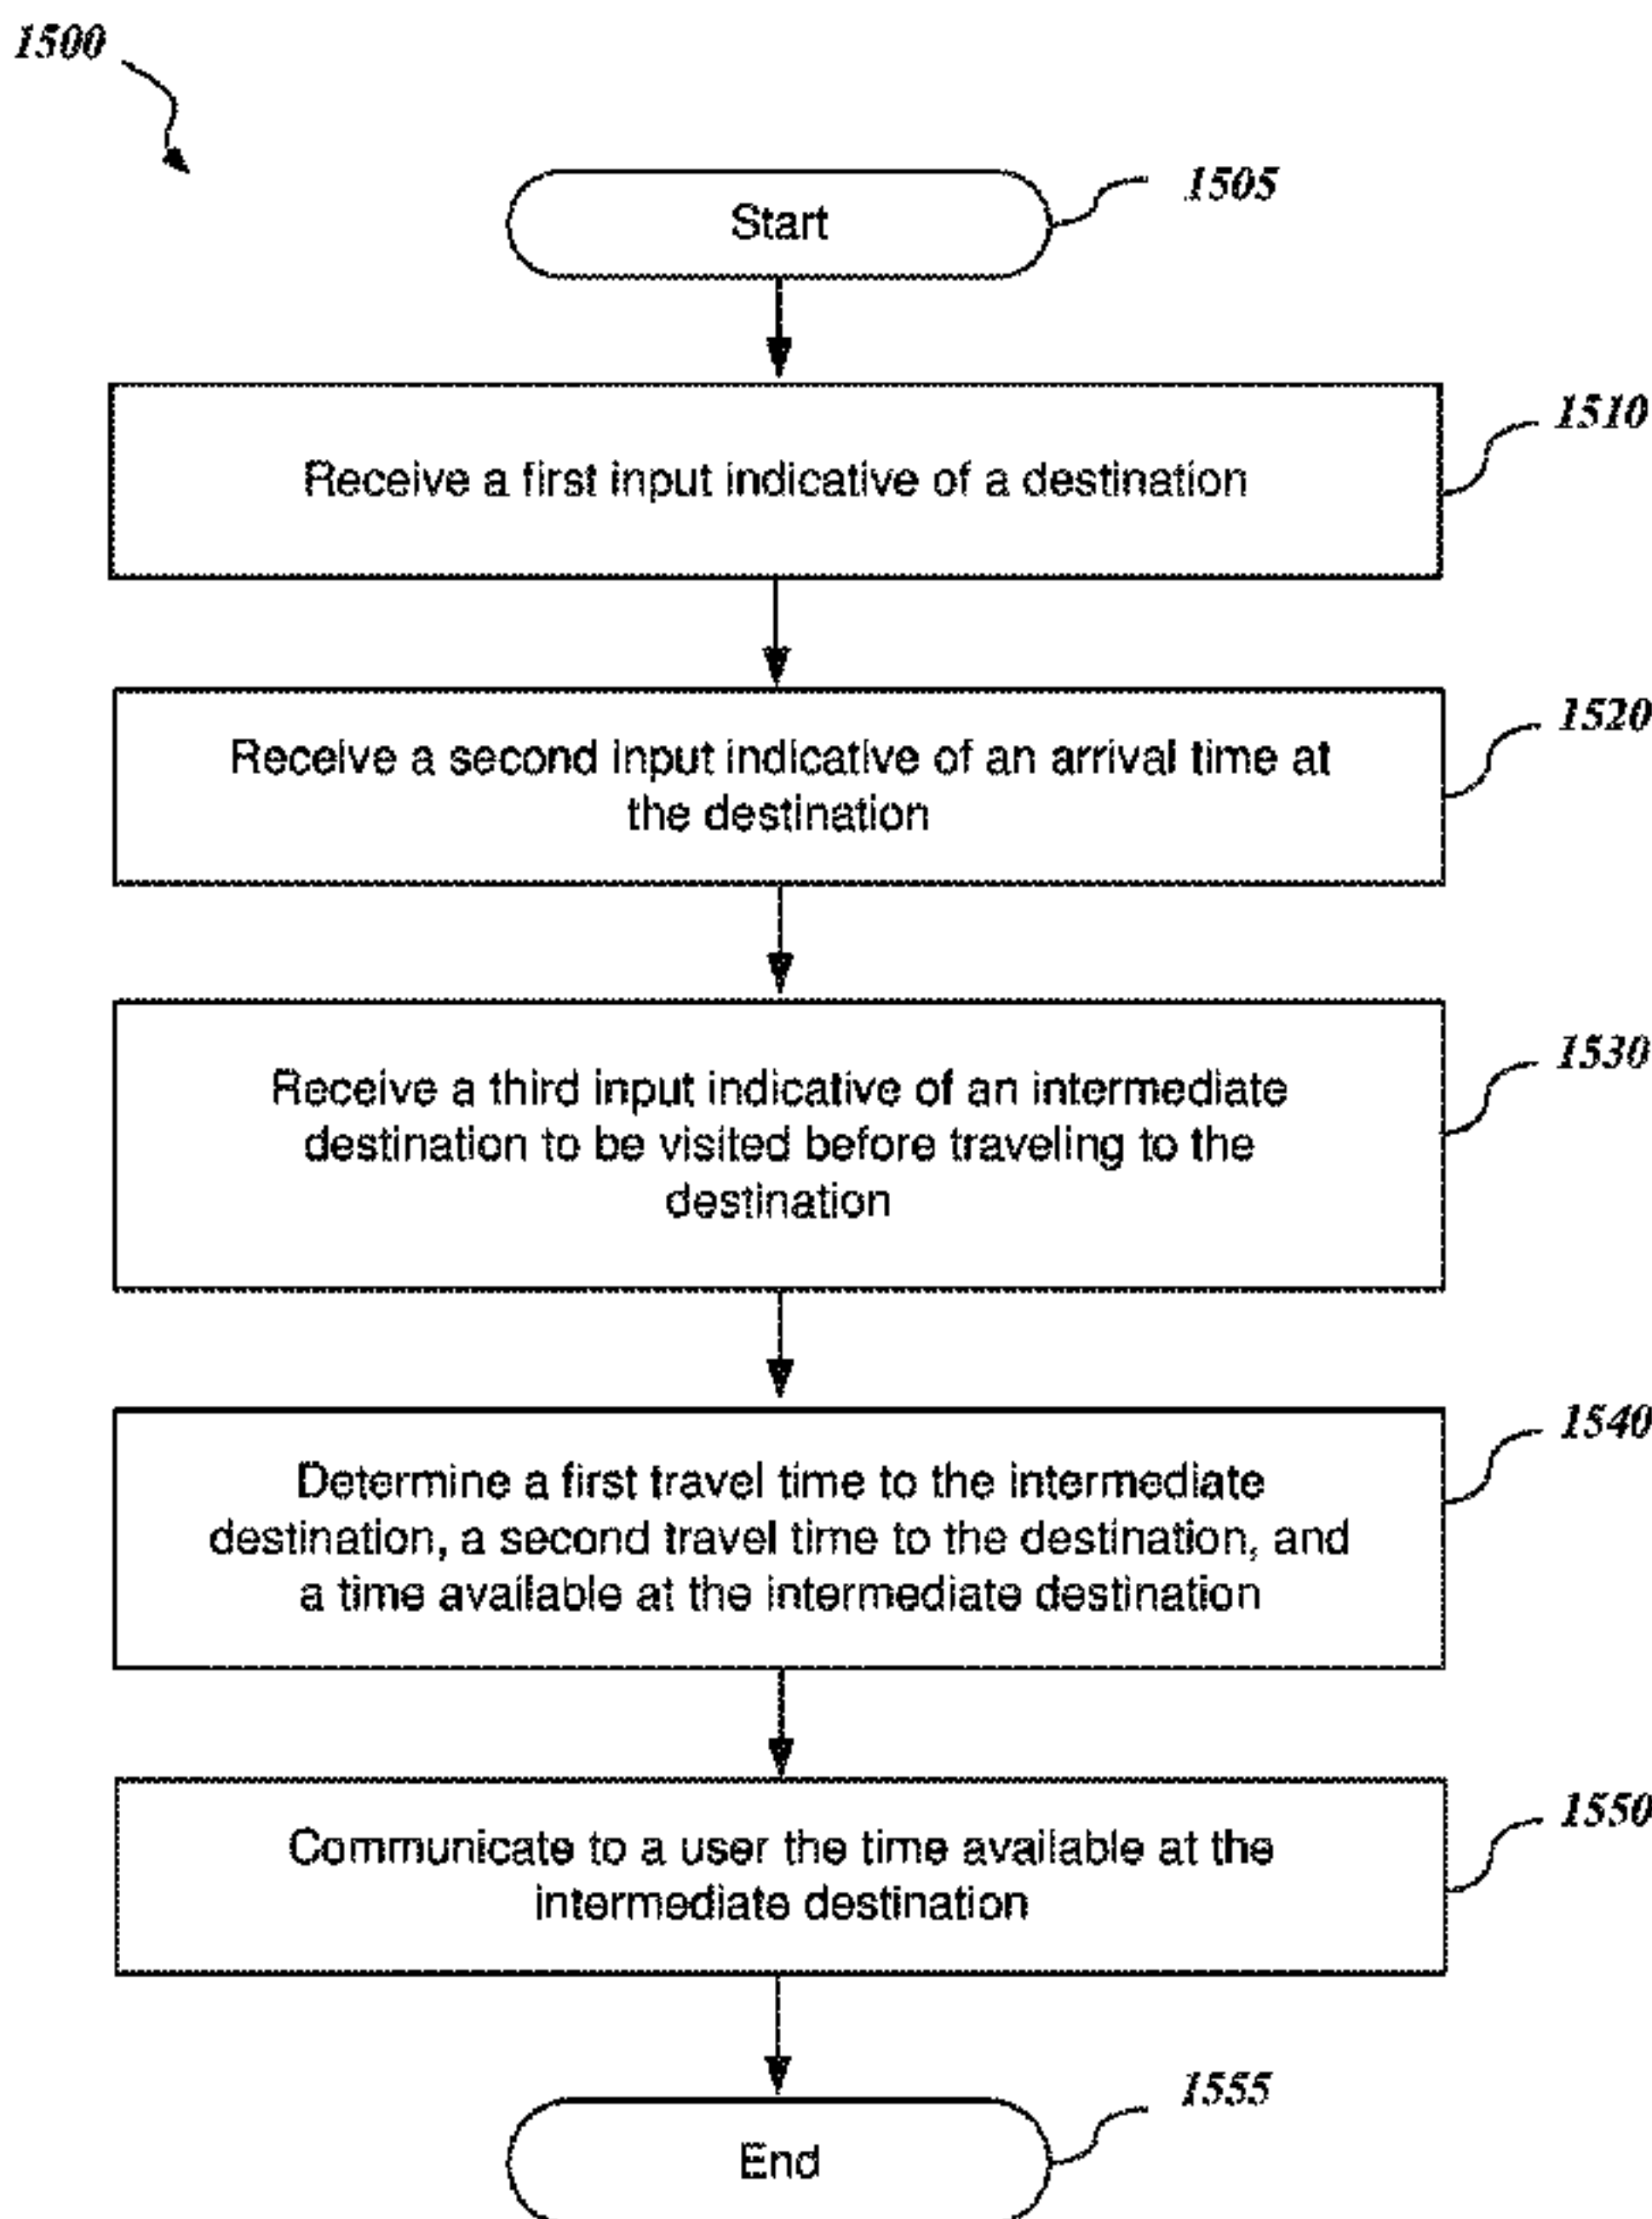 1500
Start
1505
Receive a first input indicative of a destination
1510
Receive a second input indicative of an arrival time at
the destination
1520
Receive a third input indicative of an intermediate
destination to be visited before traveling to the
destination
1530
Determine a first travel time to the intermediate
destination, a second travel time to the destination, and
a time available at the intermediate destination
1540
Communicate to a user the time available at the
intermediate destination
1550
End
1555